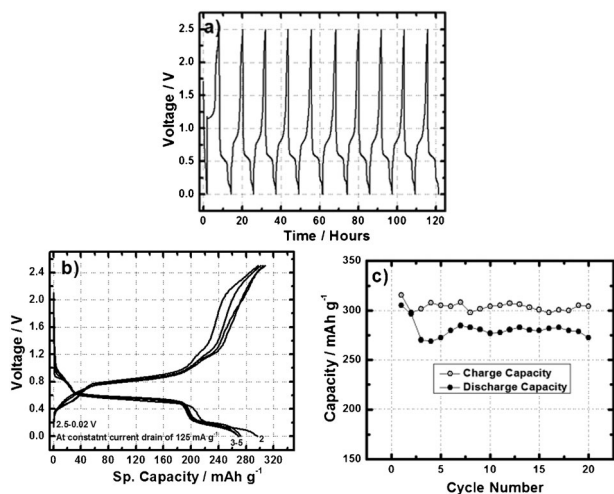 a)
2.5
2.0
1.5
1.0
0.5
0.0
Voltage / V
0 20 40 60 80 100 120
Time / Hours
b)
2.4
2.0
1.6
1.2
0.8
0.4
0.0
Voltage / V
2.5-0.02 V
At constatnt current drain of 125 mA g⁻¹
3-5
2
0 40 80 120 160 200 240 280 320
Sp. Capacity / mAh g⁻¹
c)
350
300
250
200
150
Capacity / mAh g⁻¹
Charge Capacity
Discharge Capacity
0 5 10 15 20
Cycle Number